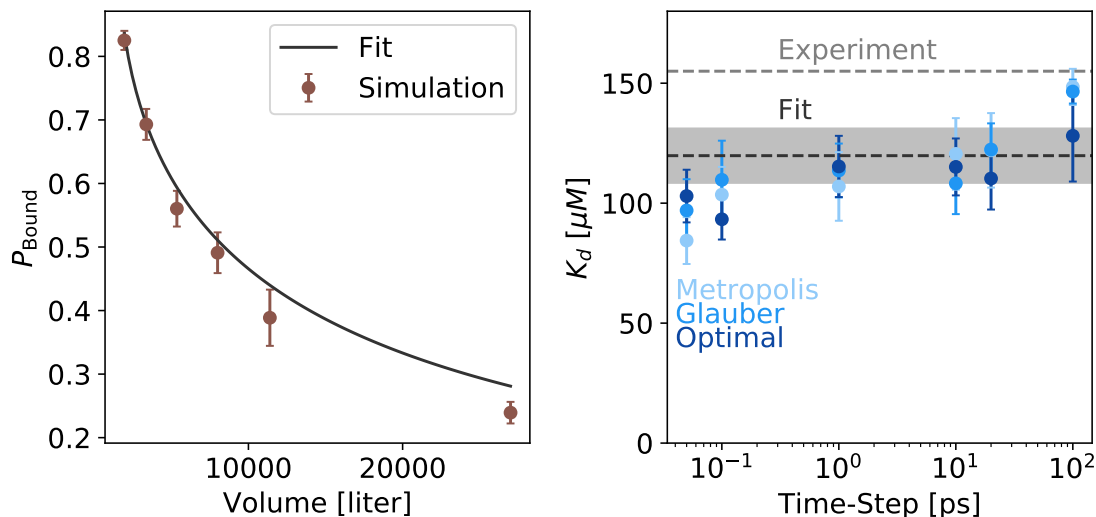 0.8
0.7
0.6
0.5
0.4
0.3
0.2
P_Bound
Fit
Simulation
10000
20000
Volume [liter]
150
100
50
0
K_d [μM]
Experiment
Fit
Metropolis
Glauber
Optimal
10⁻¹
10⁰
10¹
10²
Time-Step [ps]